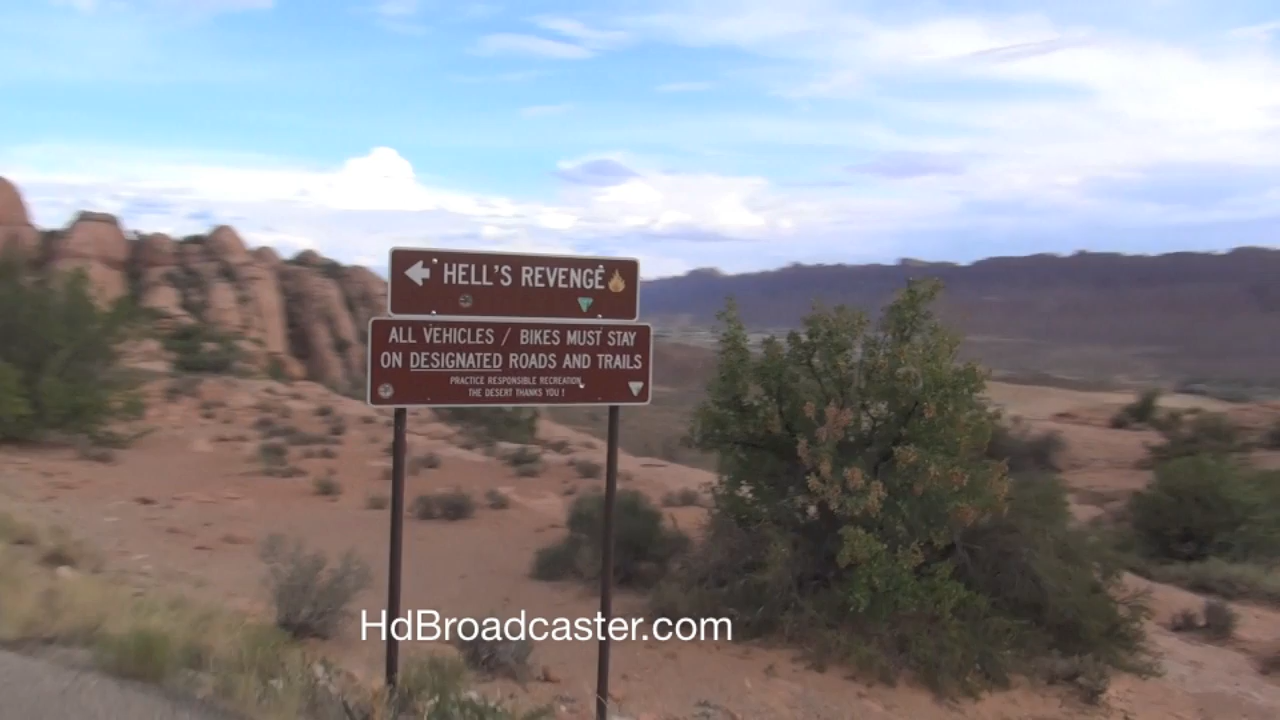 HELL'S REVENGE
ALL VEHICLES / BIKES MUST STAY
ON DESIGNATED ROADS AND TRAILS
PRACTICE RESPONSIBLE RECREATION
THE DESERT THANKS YOU !
HdBroadcaster.com